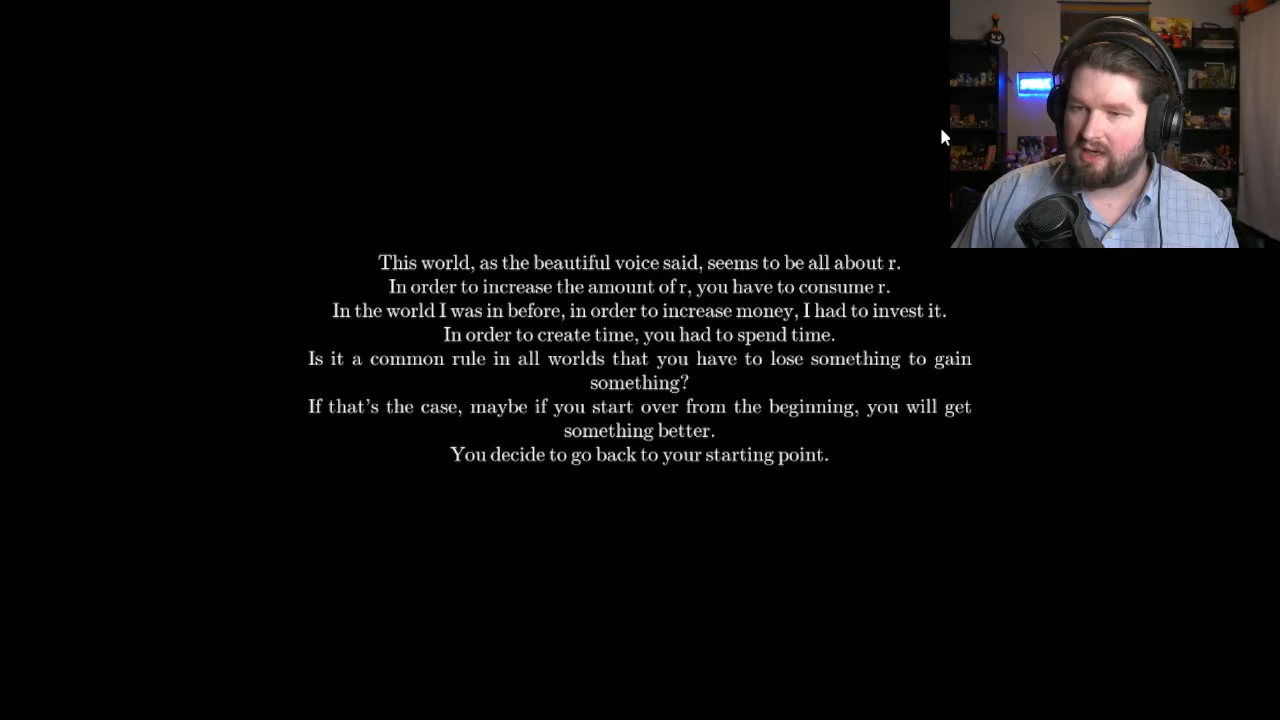 This world, as the beautiful voice said, seems to be all about r.
In order to increase the amount of r, you have to consume r.
In the world I was in before, in order to increase money, I had to invest it.
In order to create time, you had to spend time.
Is it a common rule in all worlds that you have to lose something to gain
something?
If that's the case, maybe if you start over from the beginning, you will get
something better.
You decide to go back to your starting point.